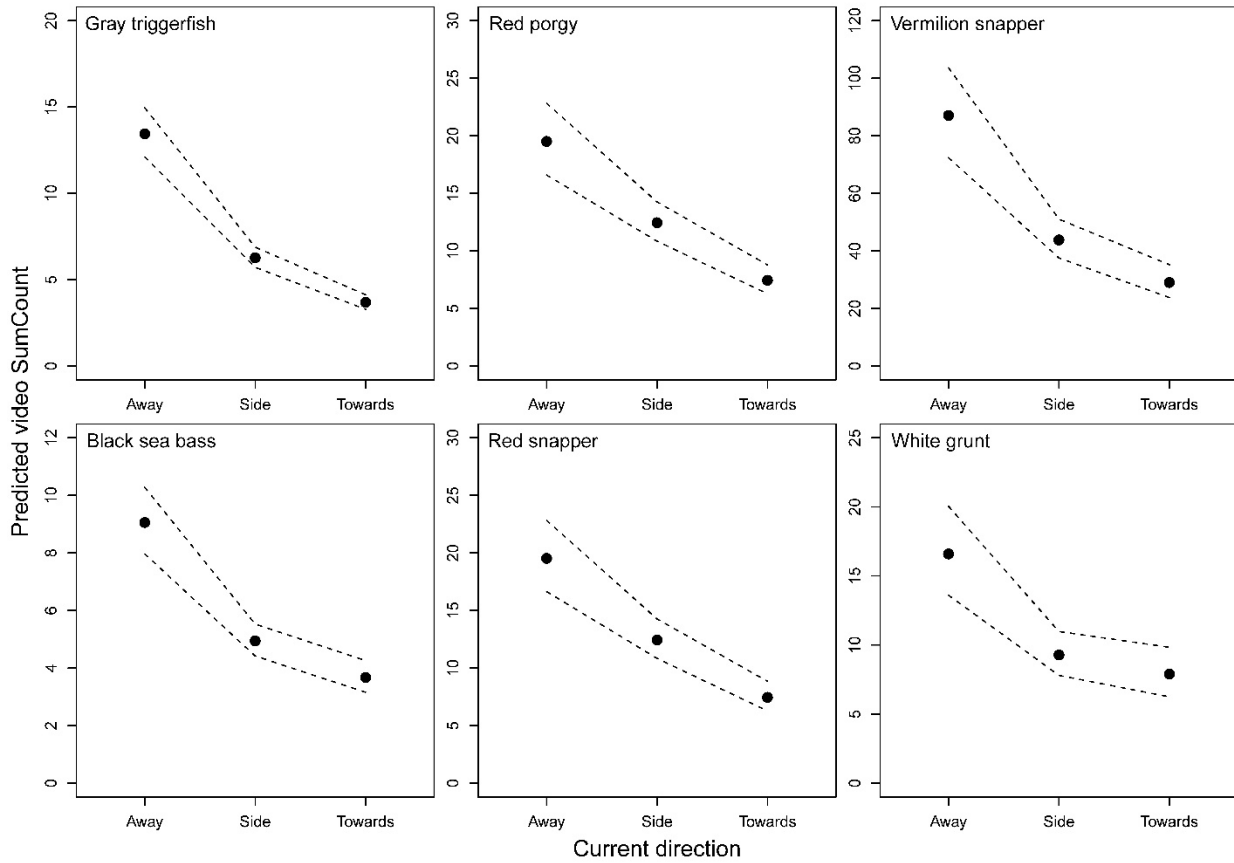 Predicted video SumCount
Gray triggerfish
20
15
10
5
0
Away Side Towards
Red porgy
30
25
20
15
10
5
0
Away Side Towards
Vermilion snapper
120
100
80
60
40
20
0
Away Side Towards
Black sea bass
12
10
8
6
4
2
0
Away Side Towards
Red snapper
30
25
20
15
10
5
0
Away Side Towards
White grunt
25
20
15
10
5
0
Away Side Towards
Current direction